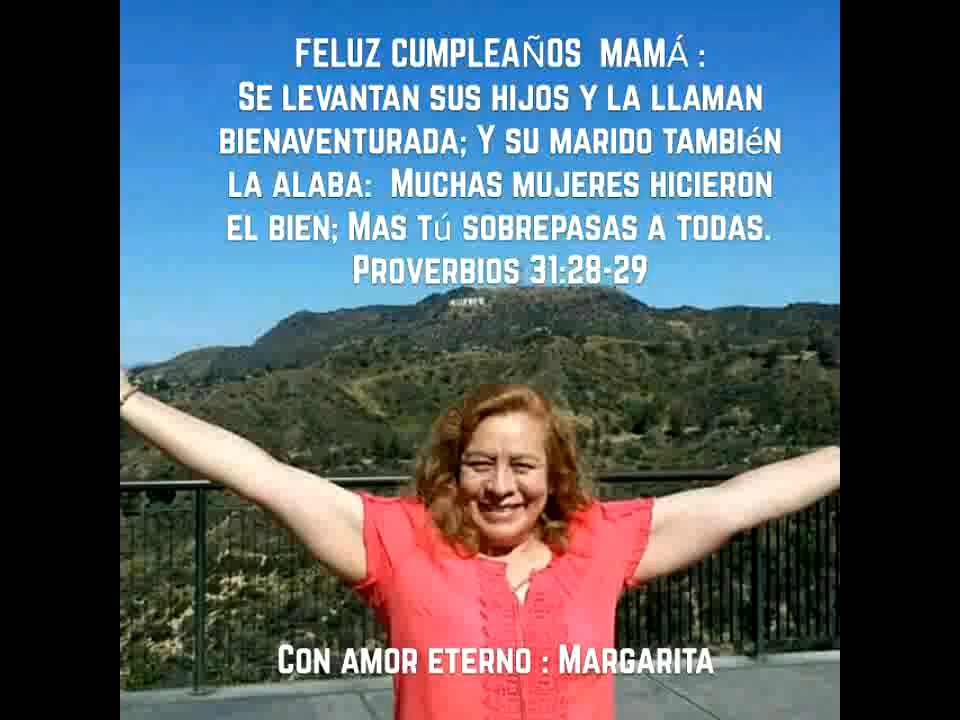 FELUZ CUMPLEAÑOS MAMÁ :
SE LEVANTAN SUS HIJOS Y LA LLAMAN
BIENAVENTURADA; Y SU MARIDO TAMBIéN
LA ALABA: MUCHAS MUJERES HICIERON
EL BIEN; MAS Tú SOBREPASAS A TODAS.
PROVERBIOS 31:28-29
CON AMOR ETERNO : MARGARITA